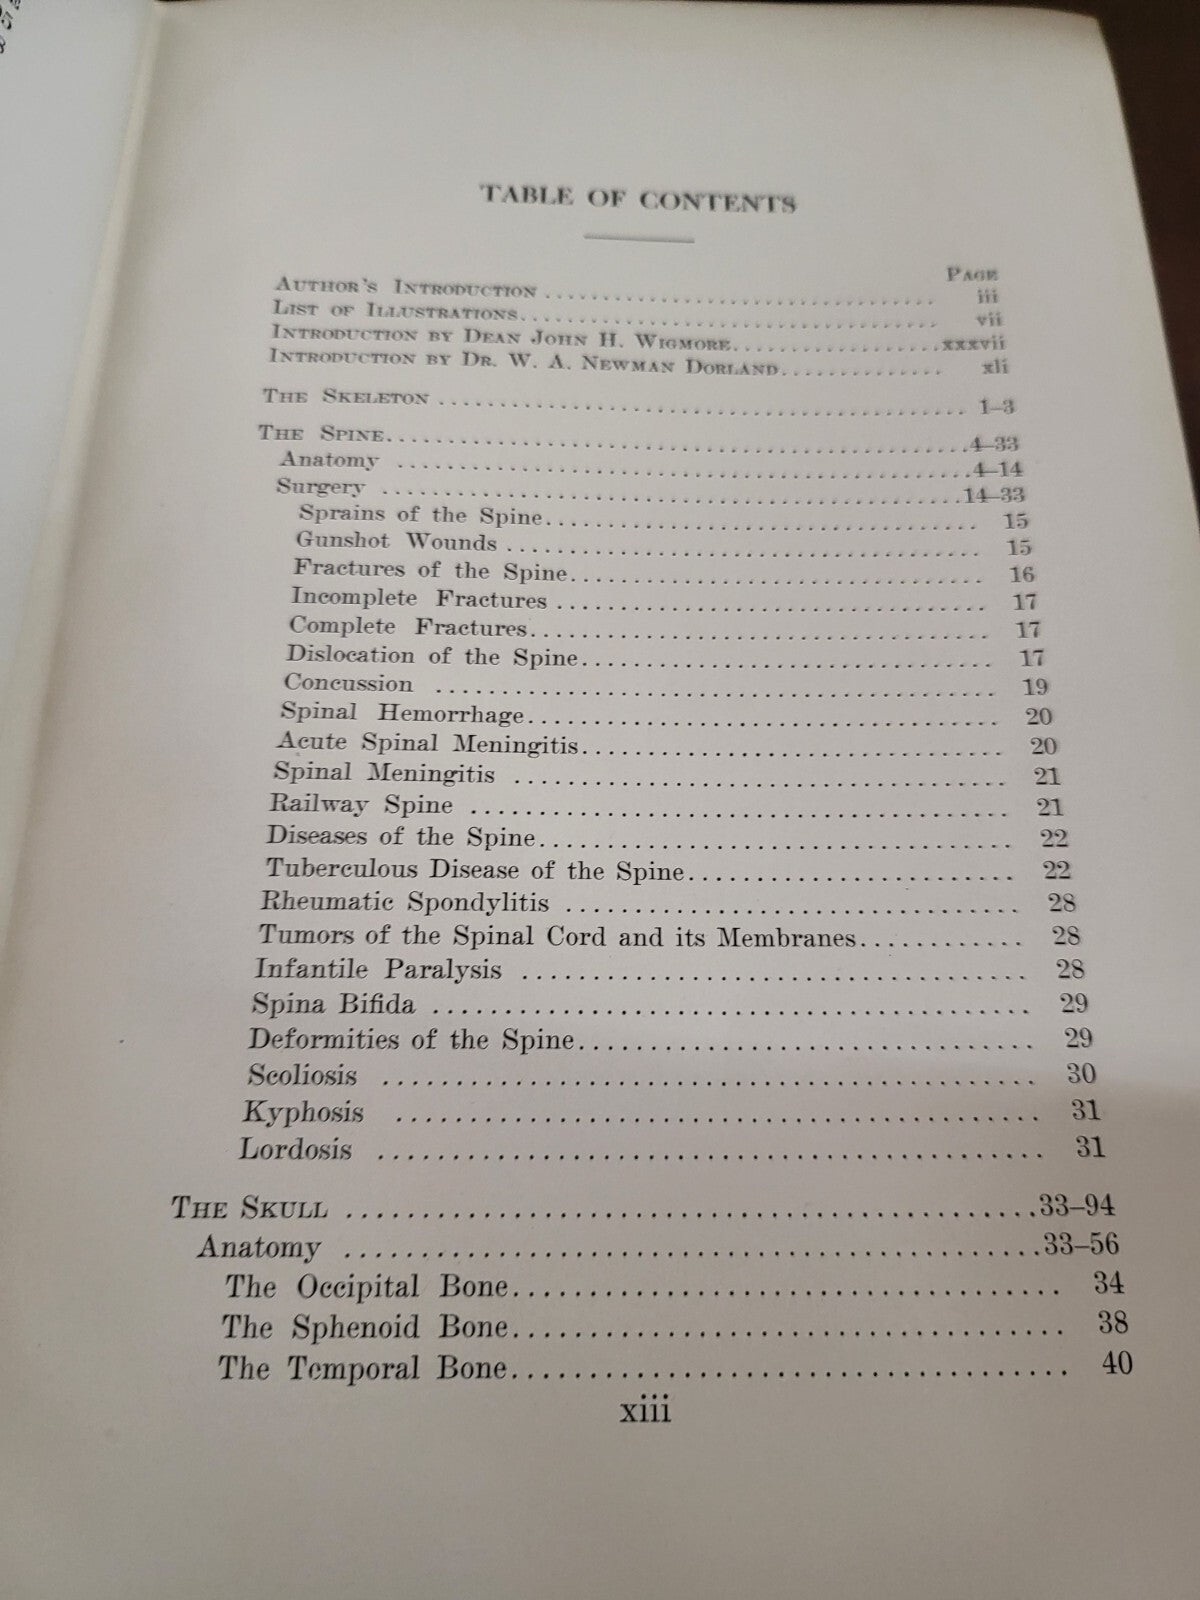 TABLE OF CONTENTS
PAGE
AUTHOR'S INTRODUCTION ........................................ iii
LIST OF ILLUSTRATIONS........................................ vii
INTRODUCTION BY DEAN JOHN H. WIGMORE....................xxxvii
INTRODUCTION BY DR. W. A. NEWMAN DORLAND.............. xli
THE SKELETON ............................................ 1–3
THE SPINE................................................4–33
Anatomy ................................................4–14
Surgery ................................................14–33
Sprains of the Spine.................................... 15
Gunshot Wounds ........................................ 15
Fractures of the Spine.................................. 16
Incomplete Fractures .................................... 17
Complete Fractures...................................... 17
Dislocation of the Spine................................ 17
Concussion ............................................ 19
Spinal Hemorrhage...................................... 20
Acute Spinal Meningitis................................ 20
Spinal Meningitis ...................................... 21
Railway Spine .......................................... 21
Diseases of the Spine.................................. 22
Tuberculous Disease of the Spine........................ 22
Rheumatic Spondylitis .................................. 28
Tumors of the Spinal Cord and its Membranes............ 28
Infantile Paralysis .................................... 28
Spina Bifida .......................................... 29
Deformities of the Spine................................ 29
Scoliosis ............................................ 30
Kyphosis ............................................ 31
Lordosis .............................................. 31
THE SKULL ..............................................33–94
Anatomy ..............................................33–56
The Occipital Bone.................................... 34
The Sphenoid Bone.................................... 38
The Temporal Bone.................................... 40
xiii